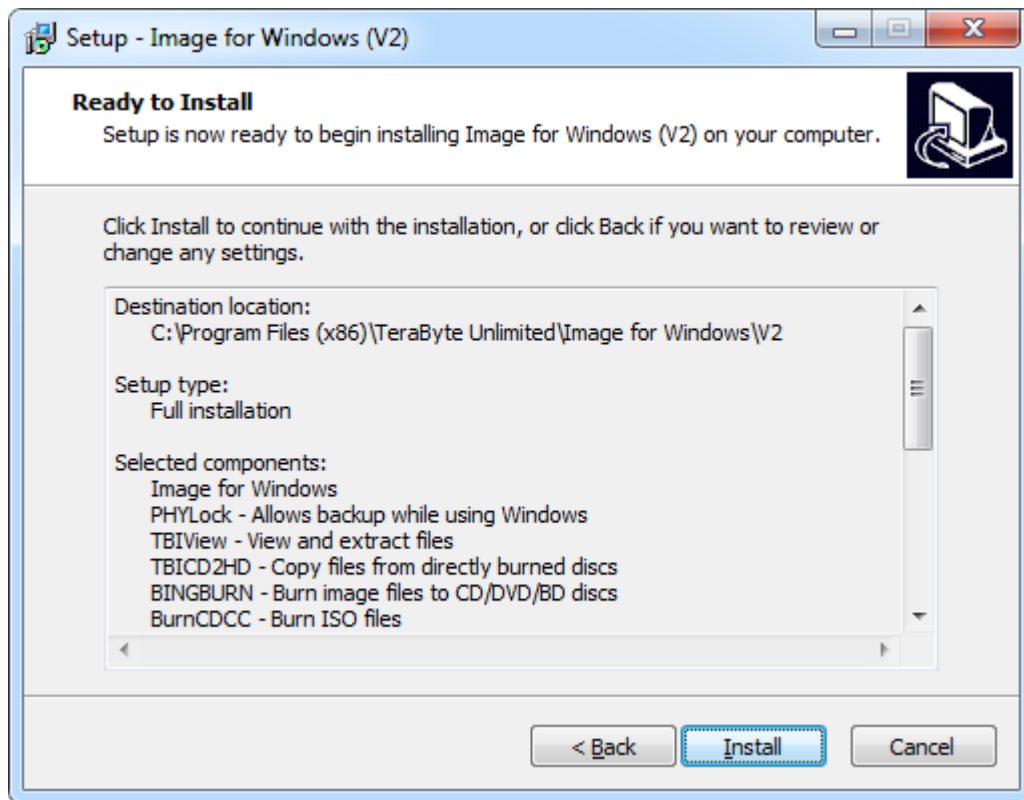 Setup - Image for Windows (V2)
Ready to Install
Setup is now ready to begin installing Image for Windows (V2) on your computer.
Click Install to continue with the installation, or click Back if you want to review or
change any settings.
Destination location:
C:\Program Files (x86)\TeraByte Unlimited\Image for Windows\V2
Setup type:
Full installation
Selected components:
Image for Windows
PHYLock - Allows backup while using Windows
TBIView - View and extract files
TBICD2HD - Copy files from directly burned discs
BINGBURN - Burn image files to CD/DVD/BD discs
BurnCDCC - Burn ISO files
< Back Install Cancel